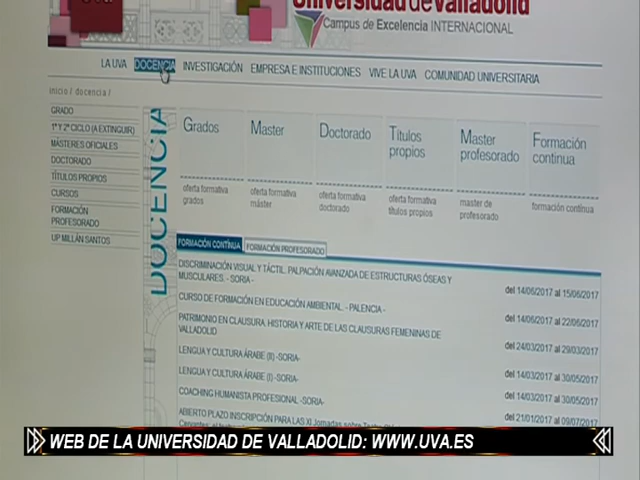 Universidad de Valladolid
Campus de Excelencia INTERNACIONAL
LA UVA DOCENCIA INVESTIGACIÓN EMPRESA E INSTITUCIONES VIVE LA UVA COMUNIDAD UNIVERSITARIA
inicio / docencia /
GRADO
1º Y 2º CICLO (A EXTINGUIR)
MÁSTERES OFICIALES
DOCTORADO
TÍTULOS PROPIOS
CURSOS
FORMACIÓN
PROFESORADO
UP MILLÁN SANTOS
DOCENCIA
Grados
oferta formativa
grados
Master
oferta formativa
máster
Doctorado
oferta formativa
doctorado
Títulos
propios
oferta formativa
títulos propios
Master
profesorado
master de
profesorado
Formación
continua
formación continua
FORMACIÓN CONTÍNUA FORMACIÓN PROFESORADO
DISCRIMINACIÓN VISUAL Y TÁCTIL. PALPACIÓN AVANZADA DE ESTRUCTURAS ÓSEAS Y
MUSCULARES. - SORIA - del 14/06/2017 al 15/06/2017
CURSO DE FORMACIÓN EN EDUCACIÓN AMBIENTAL. - PALENCIA - del 14/06/2017 al 22/06/2017
PATRIMONIO EN CLAUSURA. HISTORIA Y ARTE DE LAS CLAUSURAS FEMENINAS DE
VALLADOLID del 24/03/2017 al 29/03/2017
LENGUA Y CULTURA ÁRABE (II) -SORIA- del 14/03/2017 al 30/05/2017
LENGUA Y CULTURA ÁRABE (I) -SORIA- del 14/03/2017 al 30/05/2017
COACHING HUMANISTA PROFESIONAL -SORIA- del 21/01/2017 al 09/07/2017
ABIERTO PLAZO INSCRIPCIÓN PARA LAS XI Jornadas sobre Teatro
WEB DE LA UNIVERSIDAD DE VALLADOLID: WWW.UVA.ES